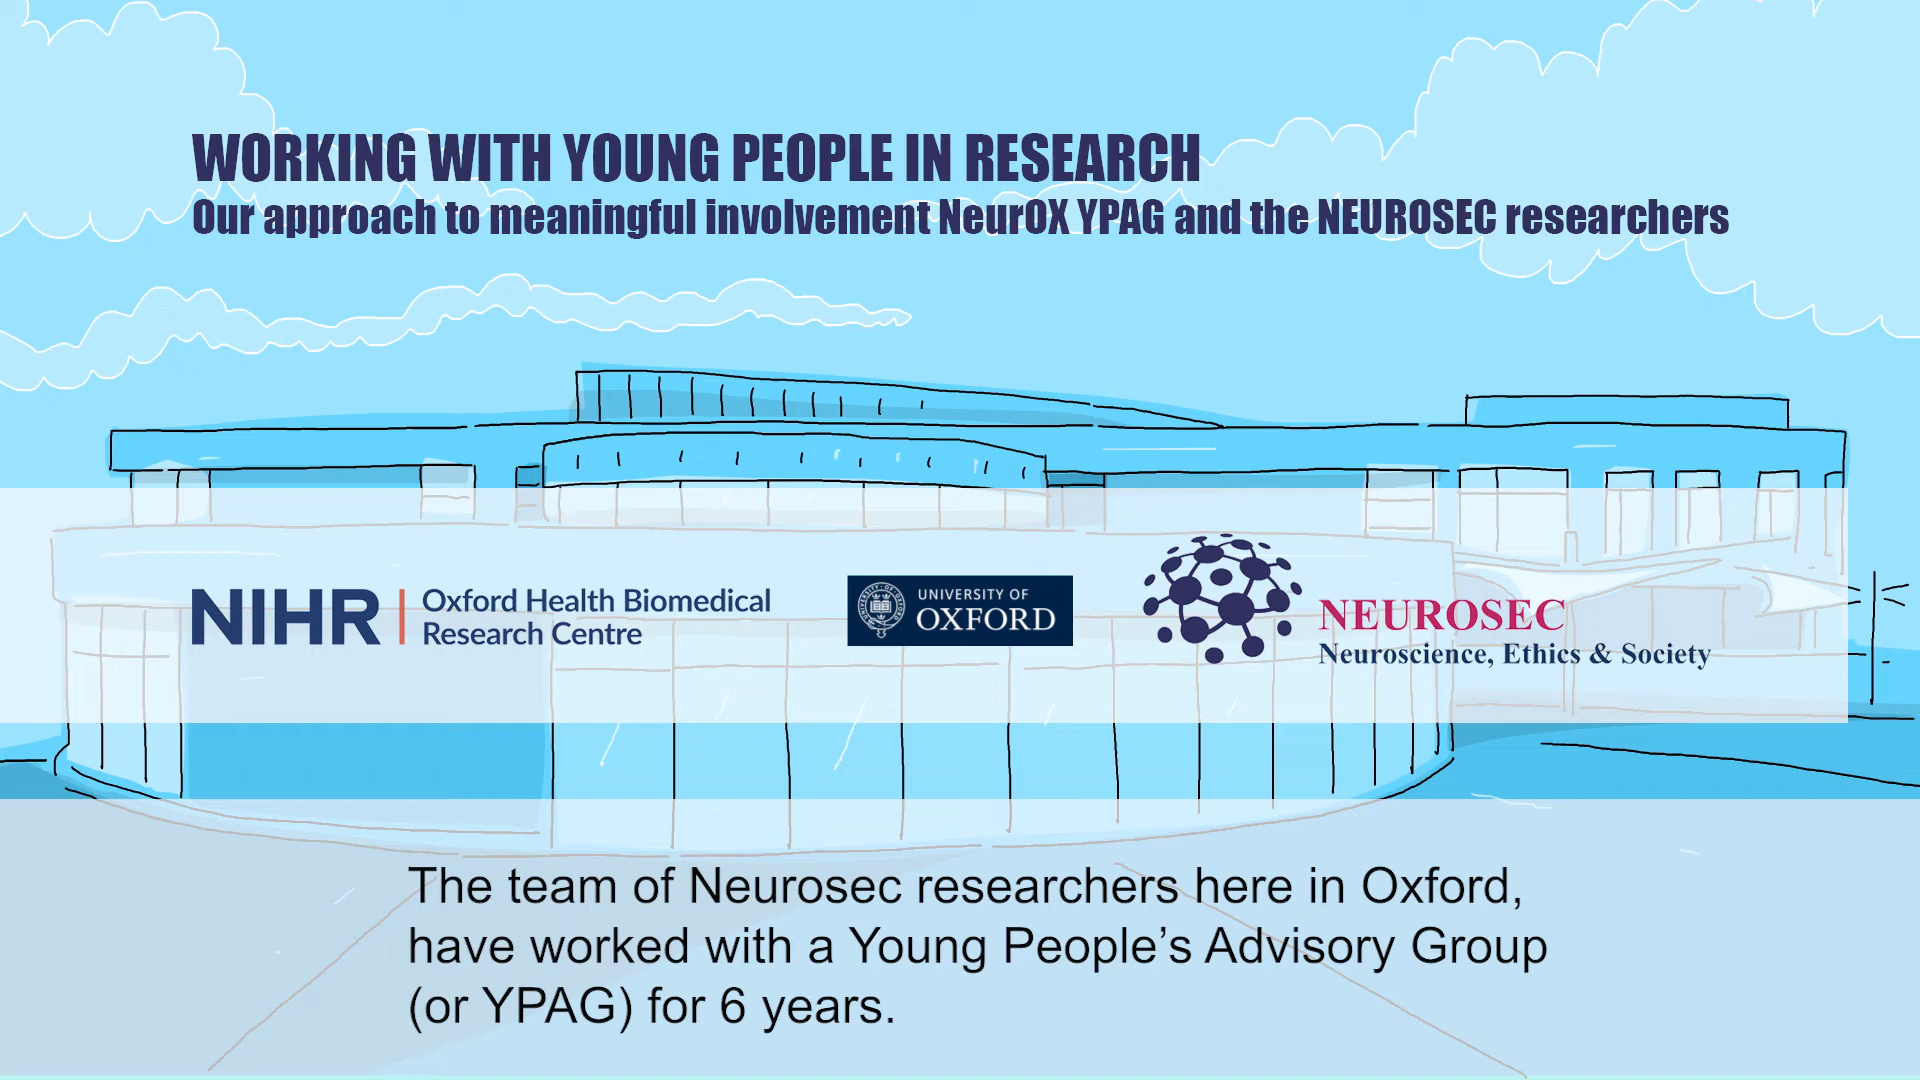 WORKING WITH YOUNG PEOPLE IN RESEARCH
Our approach to meaningful involvement NeurOX YPAG and the NEUROSEC researchers
NIHR | Oxford Health Biomedical
Research Centre
UNIVERSITY OF
OXFORD
NEUROSEC
Neuroscience, Ethics & Society
The team of Neurosec researchers here in Oxford,
have worked with a Young People’s Advisory Group
(or YPAG) for 6 years.